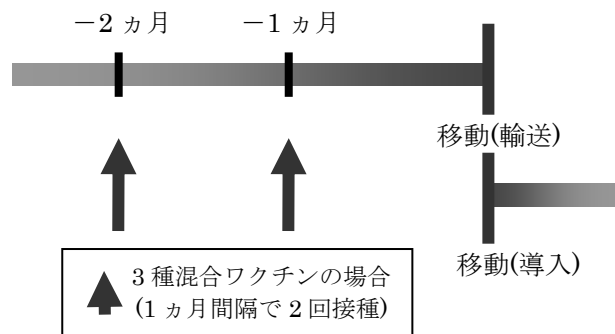 －2ヵ月
－1ヵ月
移動(輸送)
移動(導入)
3種混合ワクチンの場合
(1ヵ月間隔で2回接種)